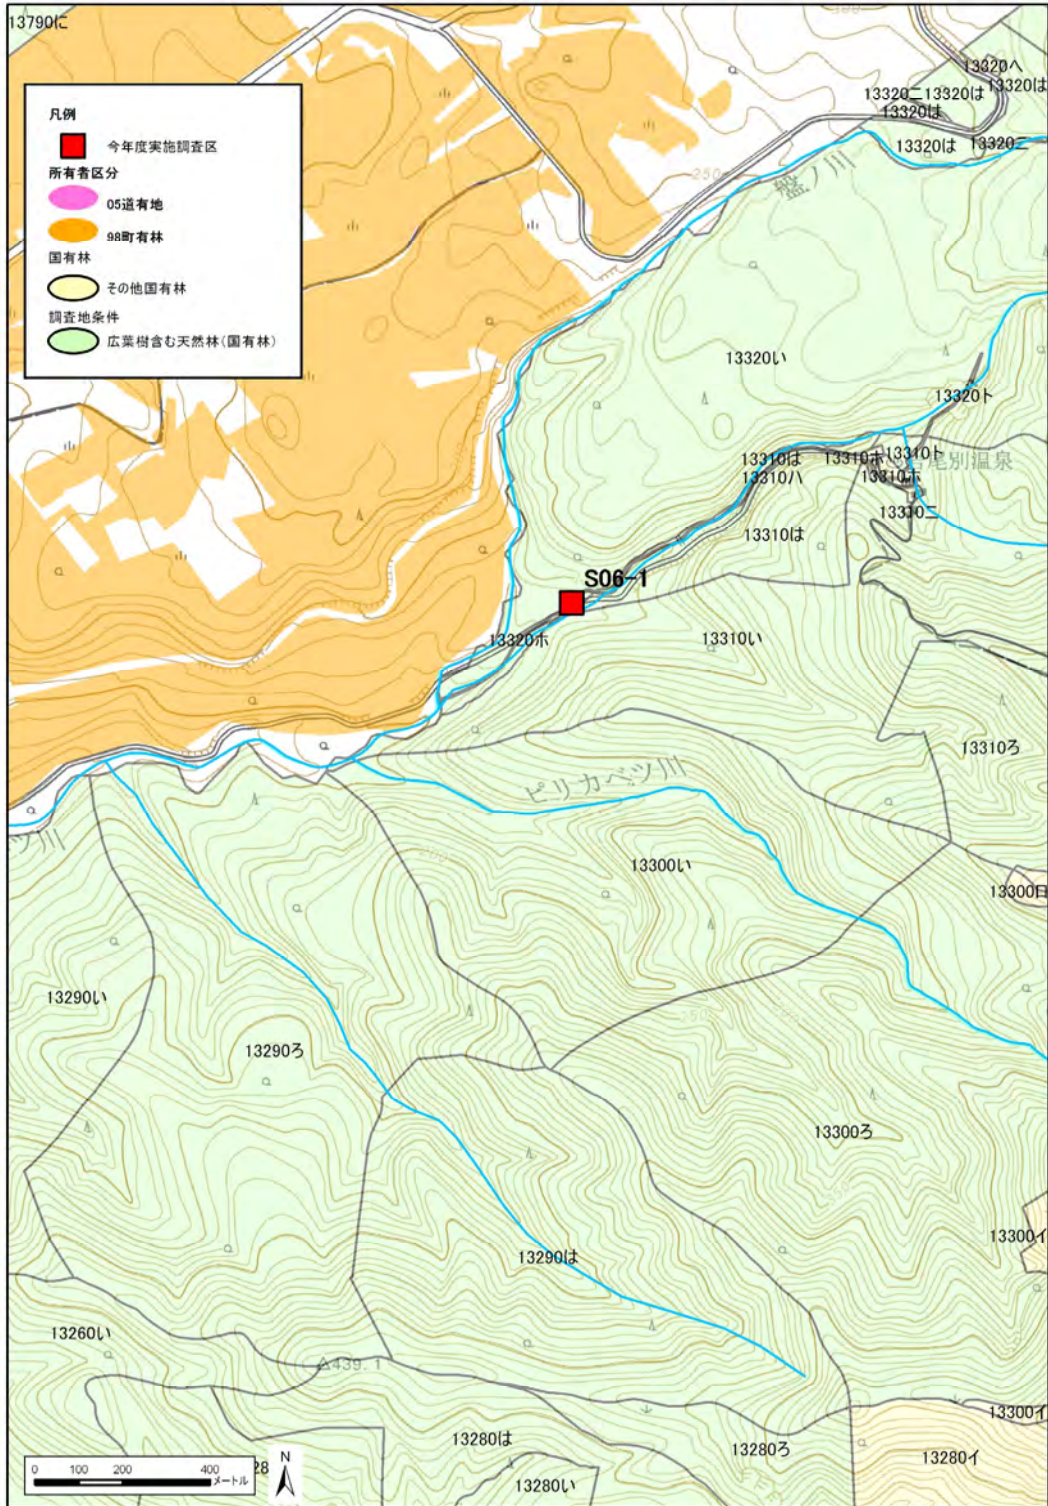 13790に
凡例
今年度実施調査区
所有者区分
05道有地
98町有林
国有林
その他国有林
調査地条件
広葉樹含む天然林(国有林)
300
13320へ
13320ニ13320は
13320は
13320は
13320は
13320ニ
盤ノ川
250
13320い
13320ト
13310は
13310ホ
13310ト
尾別温泉
13310ハ
13310ホ
13310ニ
13310は
S06-1
13320ホ
13310い
13310ろ
ピリカベツ川
ツ川
13300い
13300ロ
13290い
13290ろ
13300ろ
13300イ
13290は
13260い
439.1
13300イ
13280は
13280ろ
13280イ
13280い
0 100 200 400
メートル
N